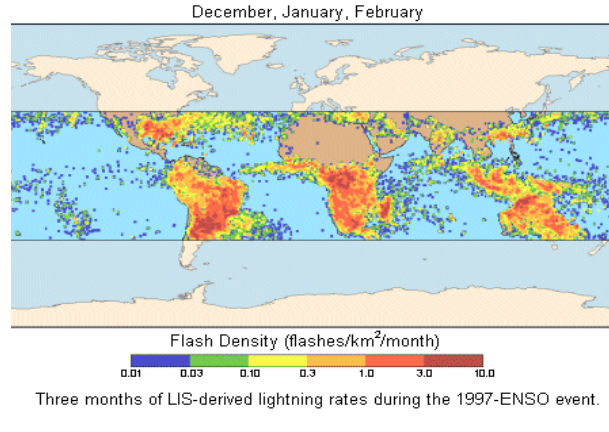 December, January, February
Flash Density (flashes/km²/month)
0.01 0.03 0.10 0.3 1.0 3.0 10.0
Three months of LIS-derived lightning rates during the 1997-ENSO event.